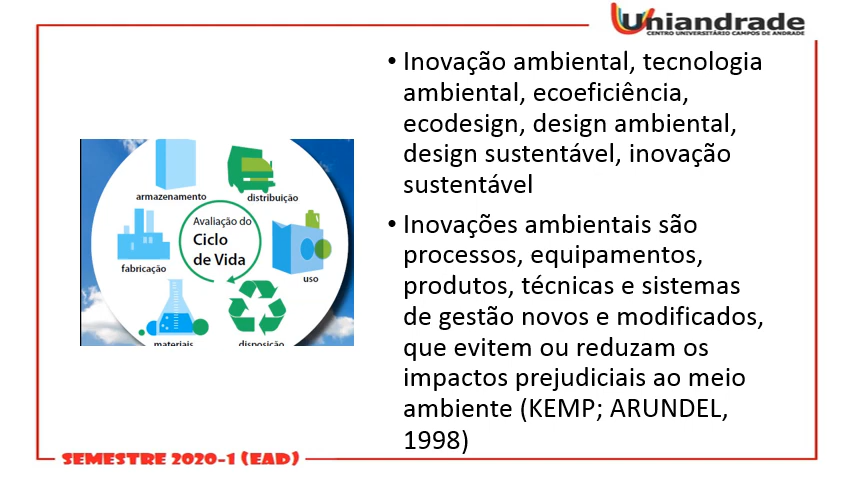 Uniandrade
CENTRO UNIVERSITÁRIO CAMPOS DE ANDRADE
• Inovação ambiental, tecnologia
ambiental, ecoeficiência,
ecodesign, design ambiental,
design sustentável, inovação
sustentável
• Inovações ambientais são
processos, equipamentos,
produtos, técnicas e sistemas
de gestão novos e modificados,
que evitem ou reduzam os
impactos prejudiciais ao meio
ambiente (KEMP; ARUNDEL,
1998)
armazenamento
distribuição
Avaliação do
Ciclo
de Vida
fabricação
uso
materiais
disposição
SEMESTRE 2020-1 (EAD)